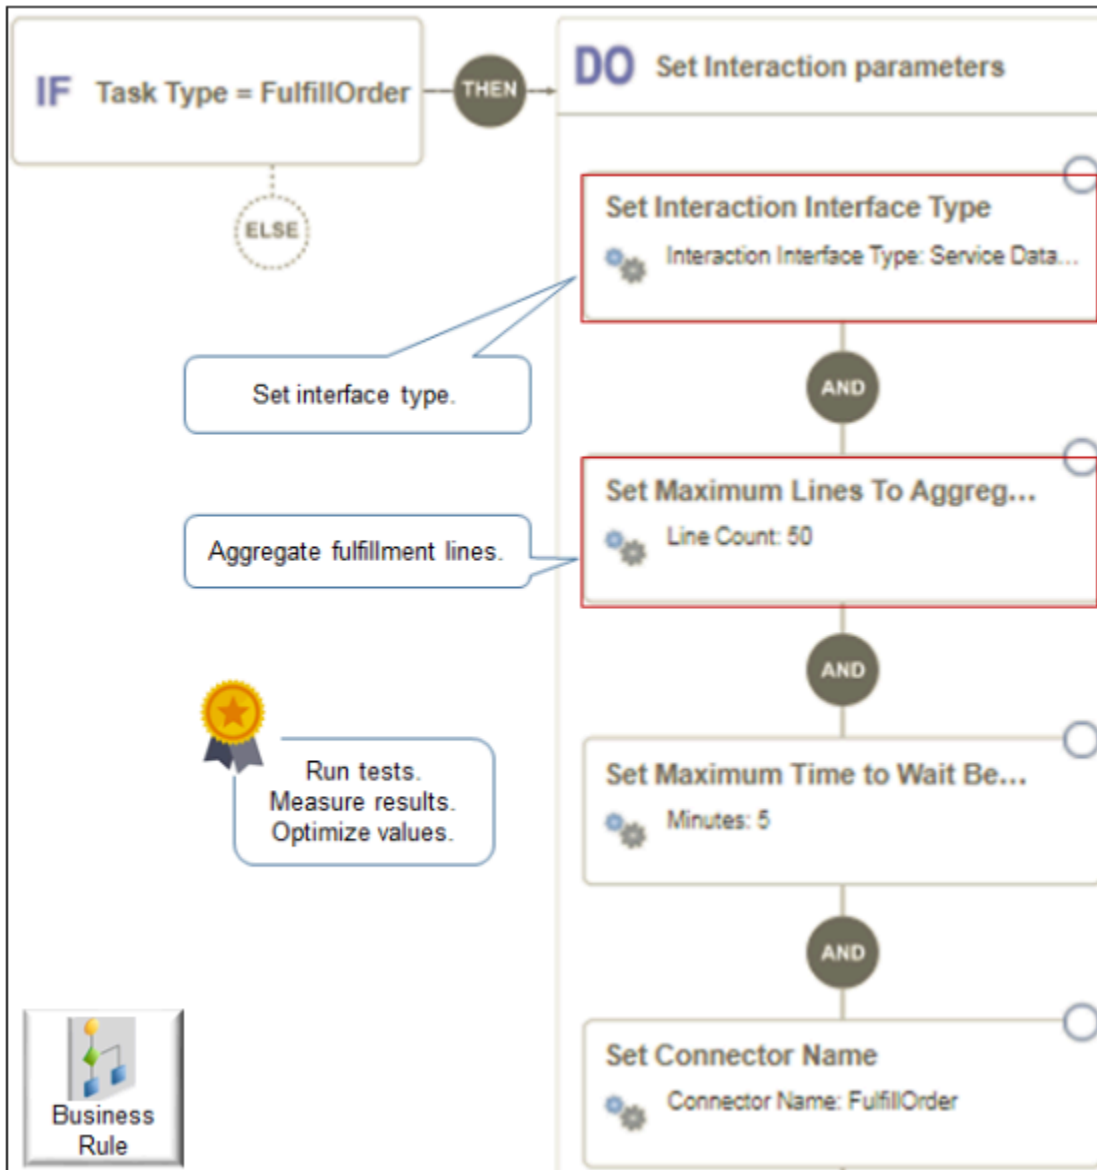 IF Task Type = FulfillOrder
THEN
DO Set Interaction parameters
ELSE
Set Interaction Interface Type
Interaction Interface Type: Service Data...
Set interface type.
AND
Set Maximum Lines To Aggreg...
Line Count: 50
Aggregate fulfillment lines.
AND
Run tests.
Measure results.
Optimize values.
Set Maximum Time to Wait Be...
Minutes: 5
AND
Set Connector Name
Connector Name: FulfillOrder
Business
Rule